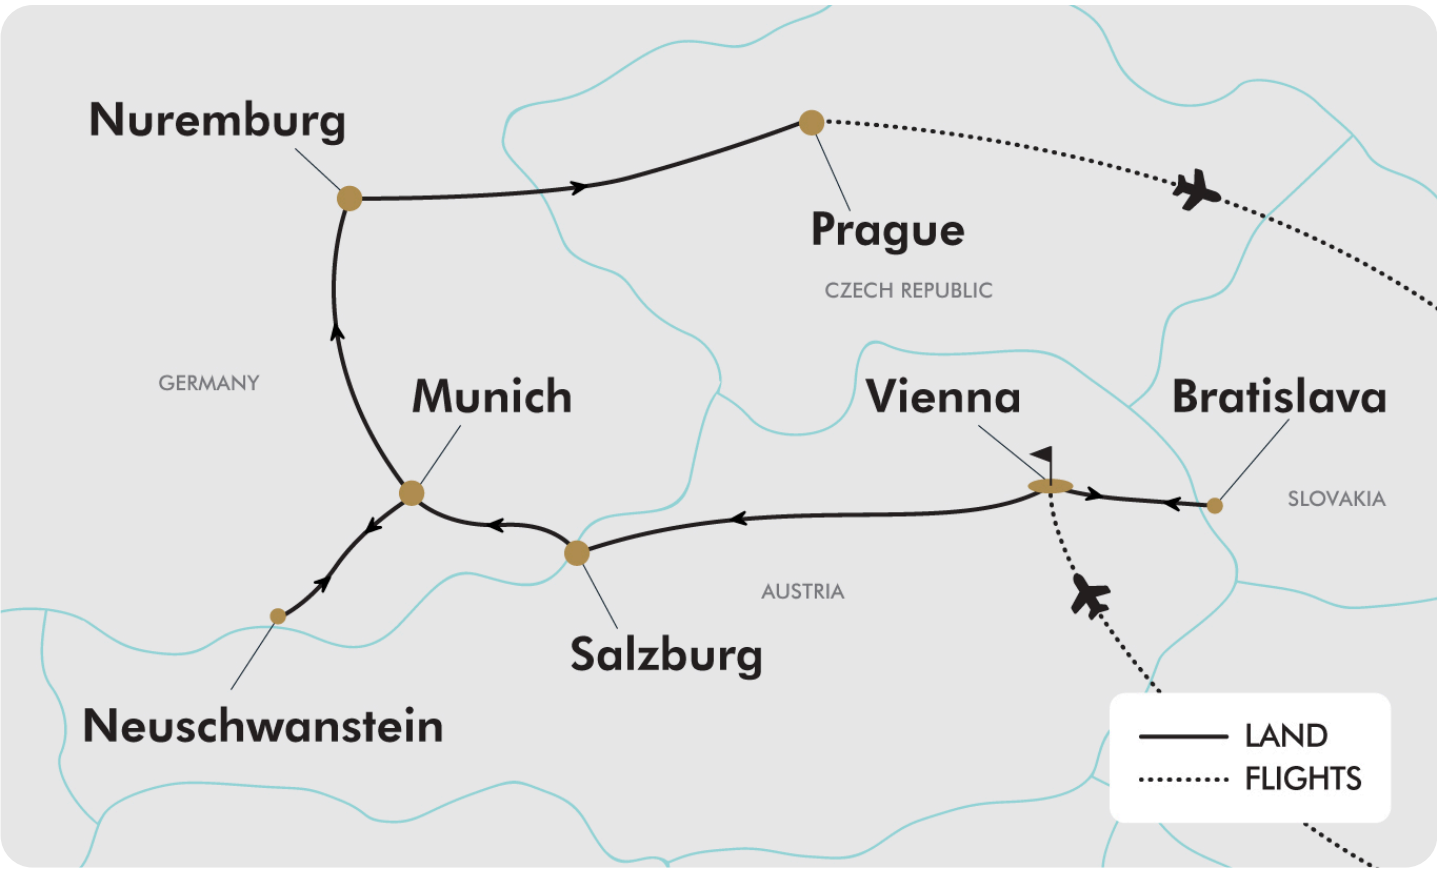 Nuremburg
Prague
CZECH REPUBLIC
GERMANY
Munich
Vienna
Bratislava
SLOVAKIA
AUSTRIA
Salzburg
Neuschwanstein
LAND
FLIGHTS